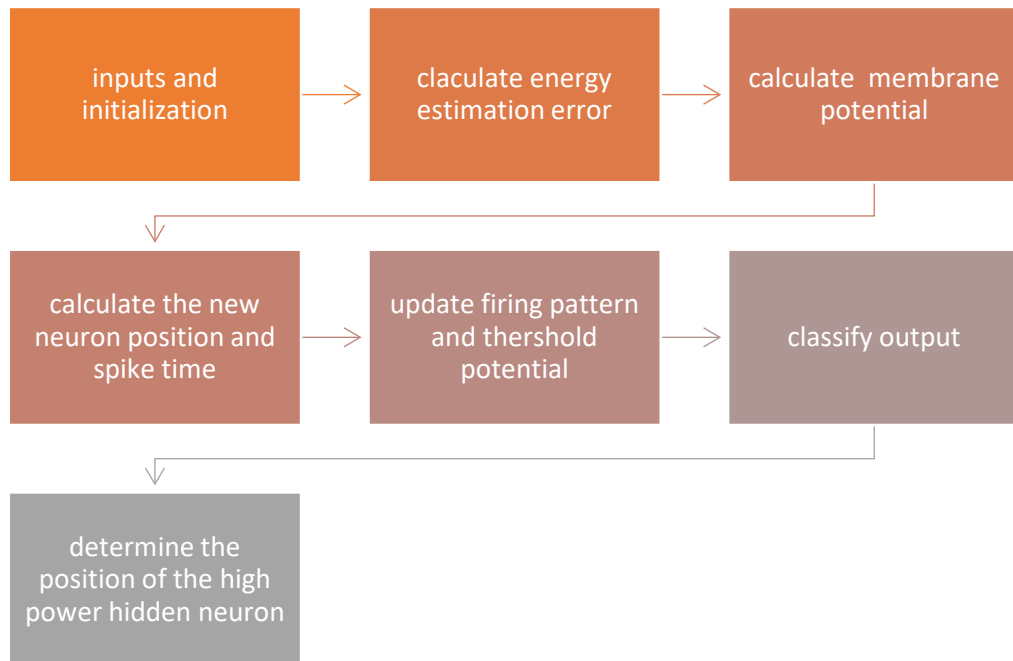 inputs and
initialization
claculate energy
estimation error
calculate membrane
potential
calculate the new
neuron position and
spike time
update firing pattern
and thershold
potential
classify output
determine the
position of the high
power hidden neuron